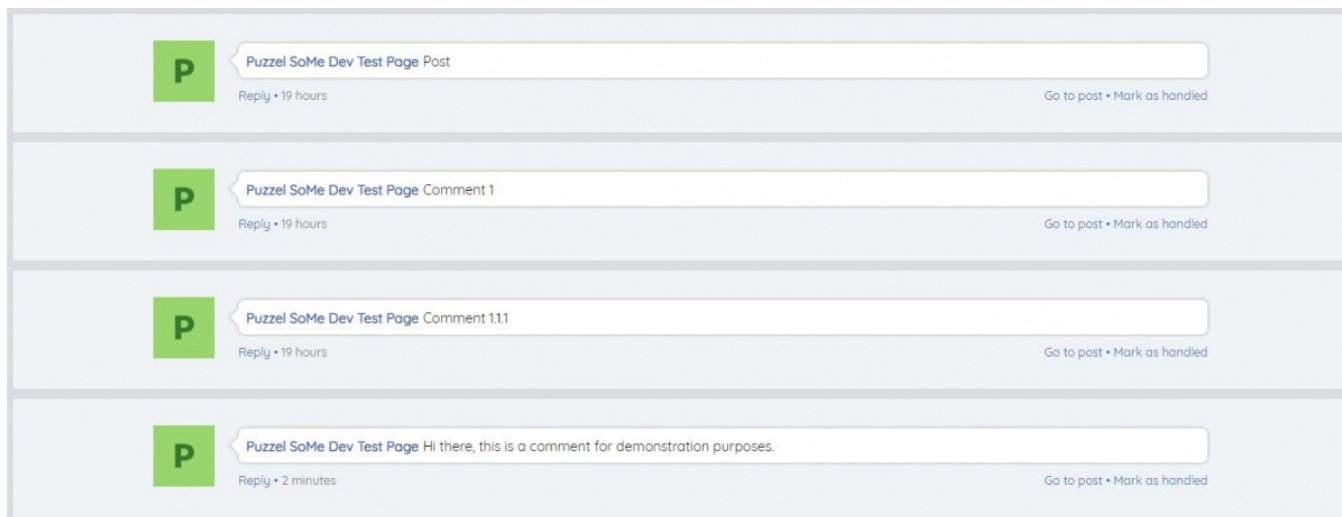 P
Puzzel SoMe Dev Test Page Post
Reply • 19 hours Go to post • Mark as handled
P
Puzzel SoMe Dev Test Page Comment 1
Reply • 19 hours Go to post • Mark as handled
P
Puzzel SoMe Dev Test Page Comment 1.1.1
Reply • 19 hours Go to post • Mark as handled
P
Puzzel SoMe Dev Test Page Hi there, this is a comment for demonstration purposes.
Reply • 2 minutes Go to post • Mark as handled